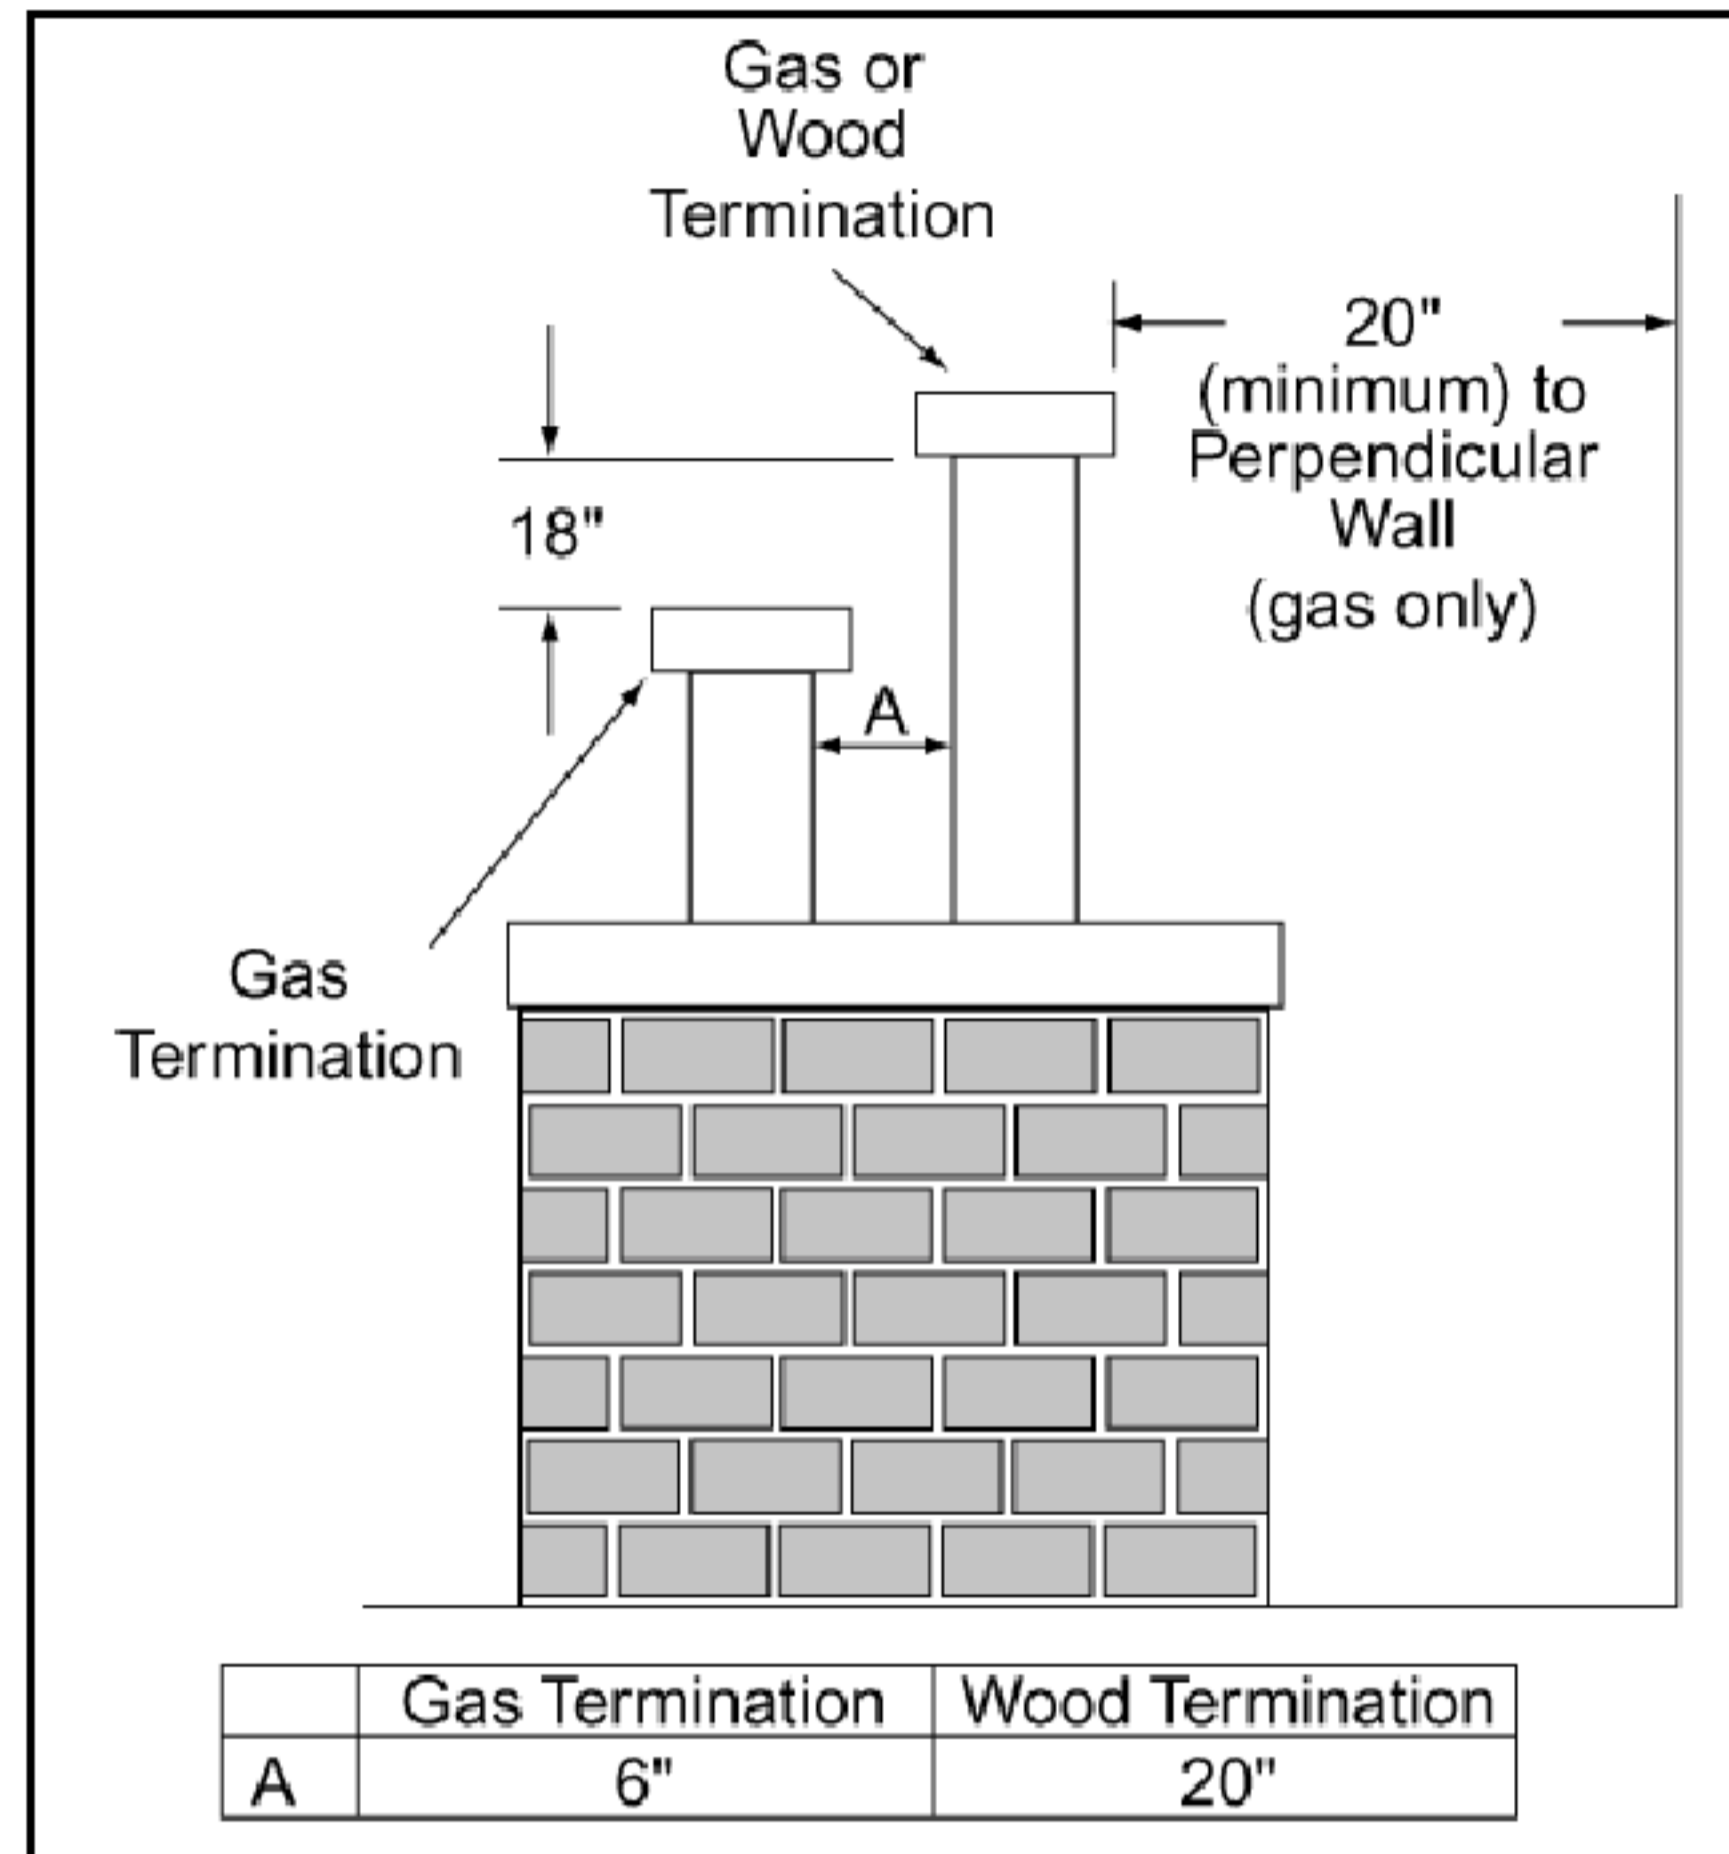 Gas or
Wood
Termination
20"
(minimum) to
Perpendicular
Wall
(gas only)
18"
A
Gas
Termination
Gas Termination Wood Termination
A 6" 20"